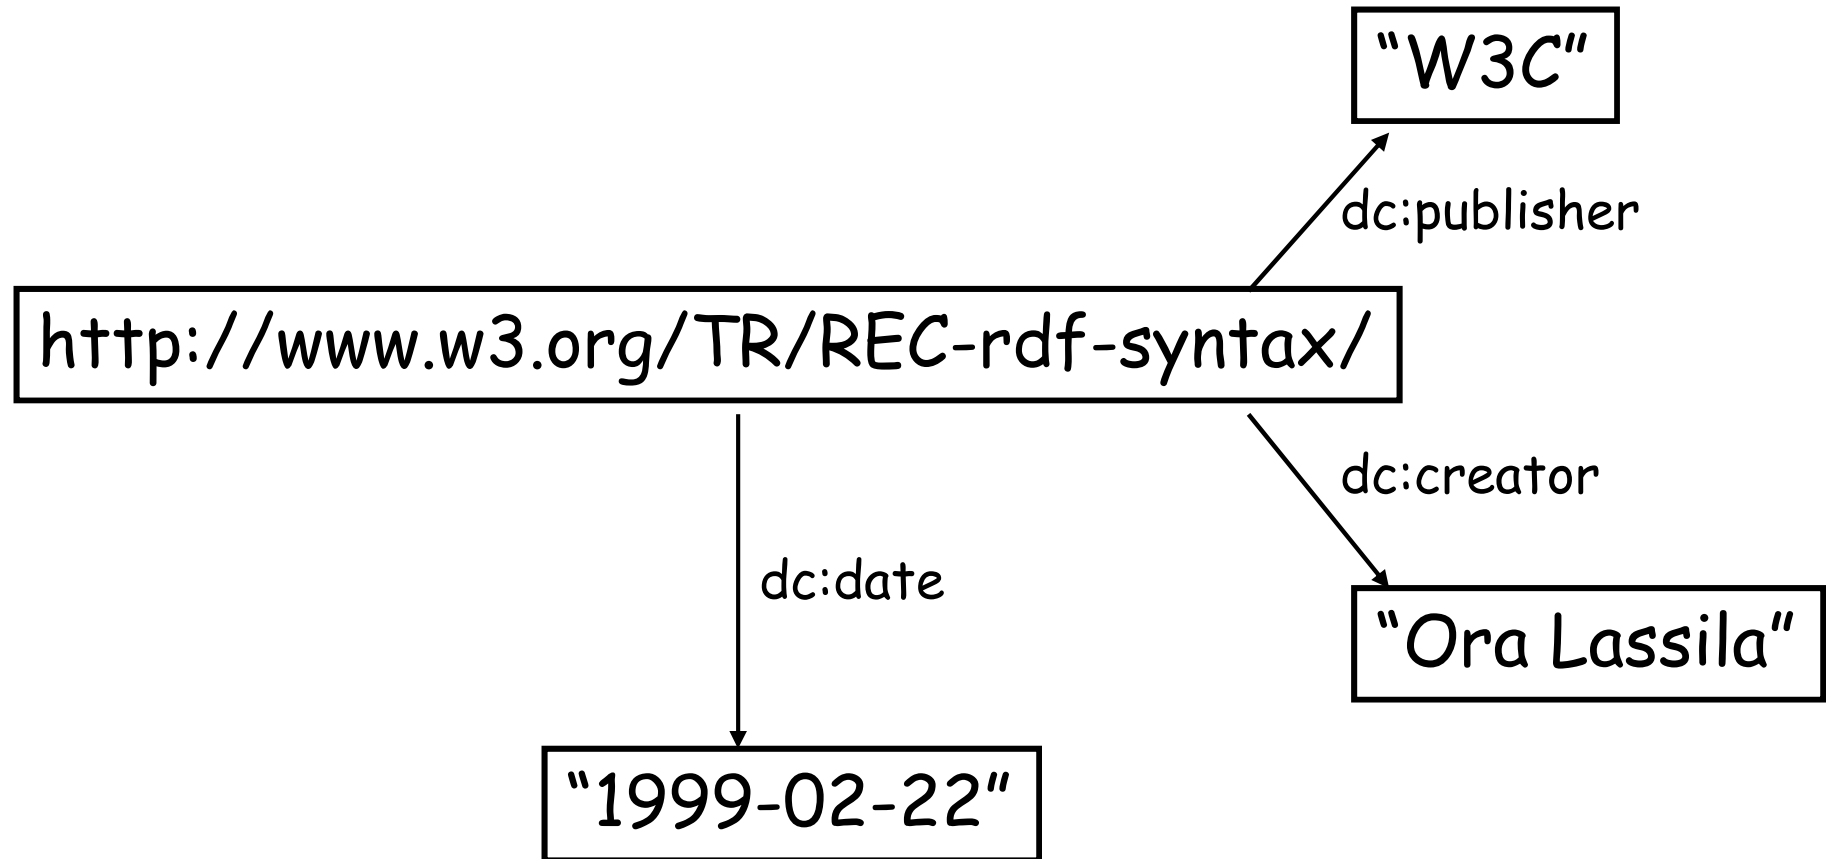 “W3C”
dc:publisher
http://www.w3.org/TR/REC-rdf-syntax/
dc:creator
dc:date
“Ora Lassila”
“1999-02-22”